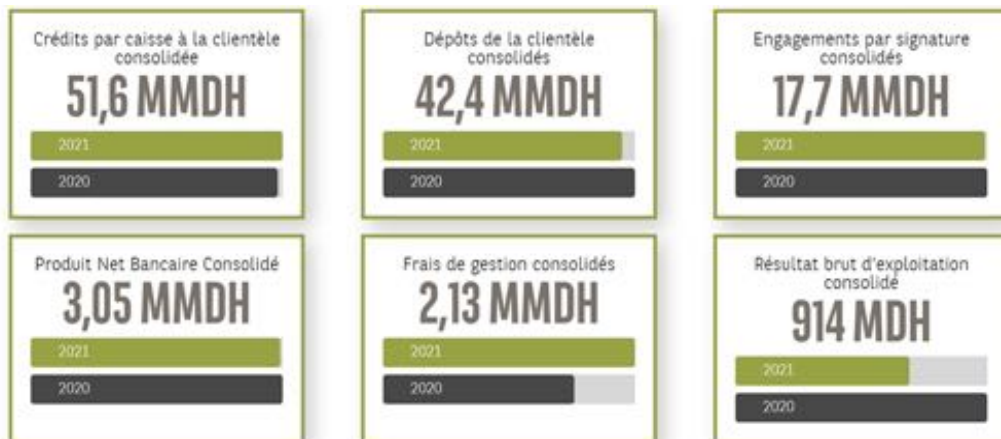 Crédits par caisse à la clientèle
consolidée
51,6 MMDH
2021
2020
Dépôts de la clientèle
consolidés
42,4 MMDH
2021
2020
Engagements par signature
consolidés
17,7 MMDH
2021
2020
Produit Net Bancaire Consolidé
3,05 MMDH
2021
2020
Frais de gestion consolidés
2,13 MMDH
2021
2020
Résultat brut d'exploitation
consolidé
914 MDH
2021
2020